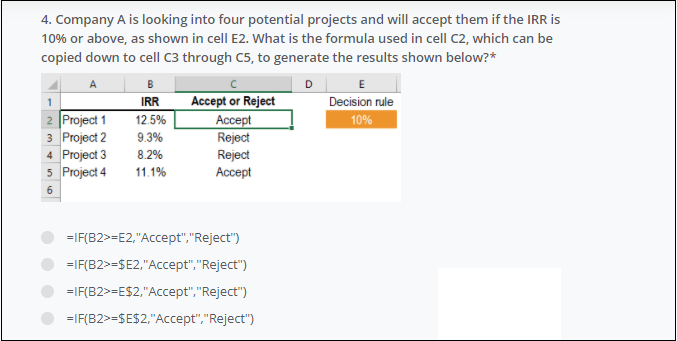 4. Company A is looking into four potential projects and will accept them if the IRR is
10% or above, as shown in cell E2. What is the formula used in cell C2, which can be
copied down to cell C3 through C5, to generate the results shown below?*
A B C D E
1 IRR Accept or Reject Decision rule
2 Project 1 12.5% Accept 10%
3 Project 2 9.3% Reject
4 Project 3 8.2% Reject
5 Project 4 11.1% Accept
6
=IF(B2>=E2,"Accept","Reject")
=IF(B2>=$E2,"Accept","Reject")
=IF(B2>=E$2,"Accept","Reject")
=IF(B2>=$E$2,"Accept","Reject")